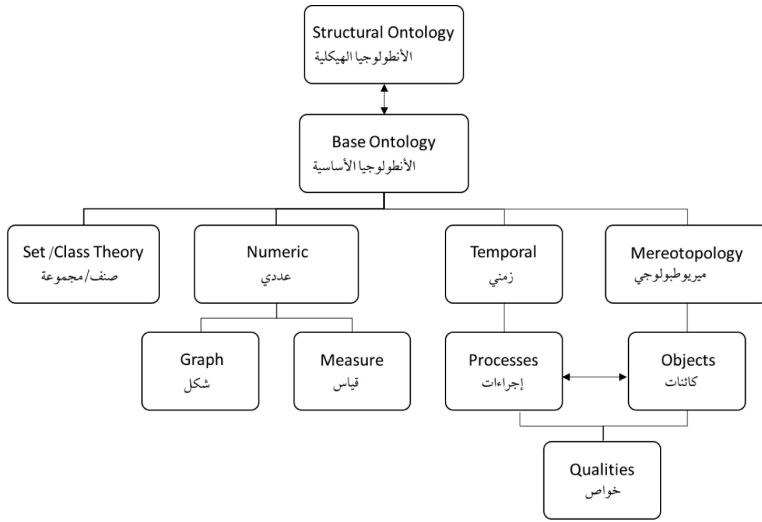 Structural Ontology
الأنطولوجيا الهيكلية
Base Ontology
الأنطولوجيا الأساسية
Set /Class Theory
صنف/مجموعة
Numeric
عددي
Temporal
زمني
Mereotopology
ميريوطبولوجي
Graph
شكل
Measure
قياس
Processes
إجراءات
Objects
كائنات
Qualities
خواص